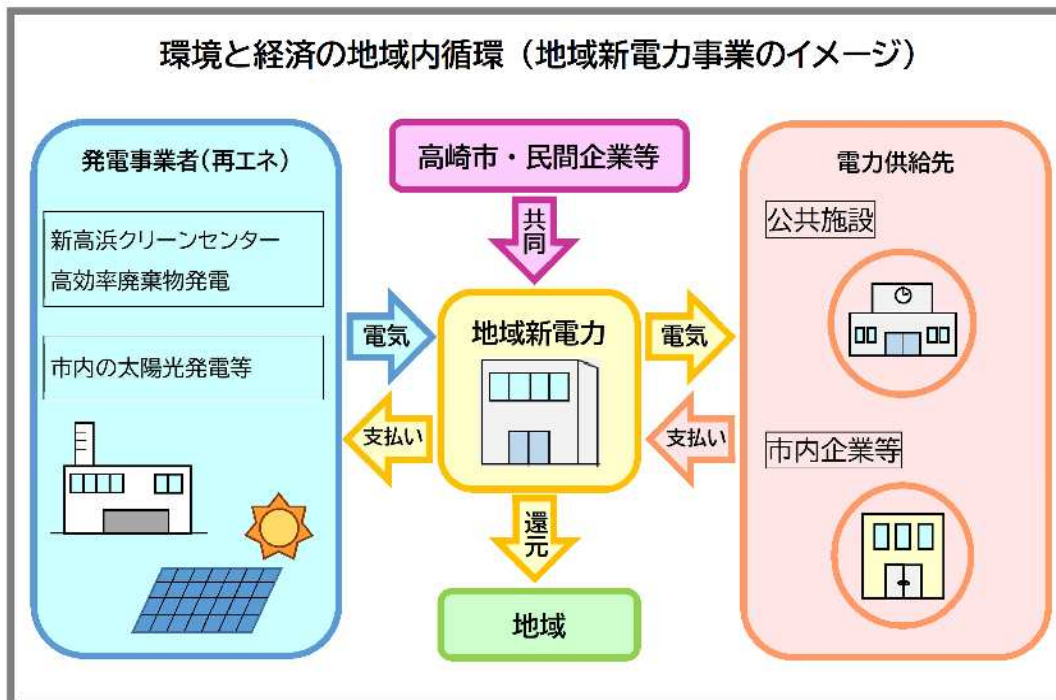 環境と経済の地域内循環（地域新電力事業のイメージ）
発電事業者(再エネ)
新高浜クリーンセンター
高効率廃棄物発電
市内の太陽光発電等
高崎市・民間企業等
共同
電気
支払い
地域新電力
電気
支払い
還元
地域
電力供給先
公共施設
市内企業等